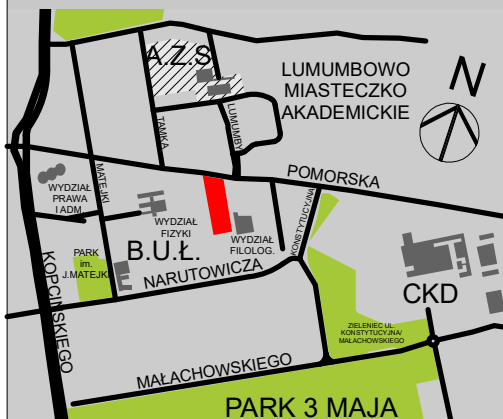 A.Z.S
LUMUMBOWO
MIASTECZKO
AKADEMICKIE
N
TAMKA
LUMUMBY
MATEJKI
POMORSKA
WYDZIAŁ
PRAWA
I ADM.
WYDZIAŁ
FIZYKI
WYDZIAŁ
FILOLOG.
KONSTYTUCYJNA
PARK
im.
J.MATEJKI
B.U.Ł.
NARUTOWICZA
KOPCIŃSKIEGO
CKD
ZIELENIEC UL.
KONSTYTUCYJNA/
MAŁACHOWSKIEGO
MAŁACHOWSKIEGO
PARK 3 MAJA